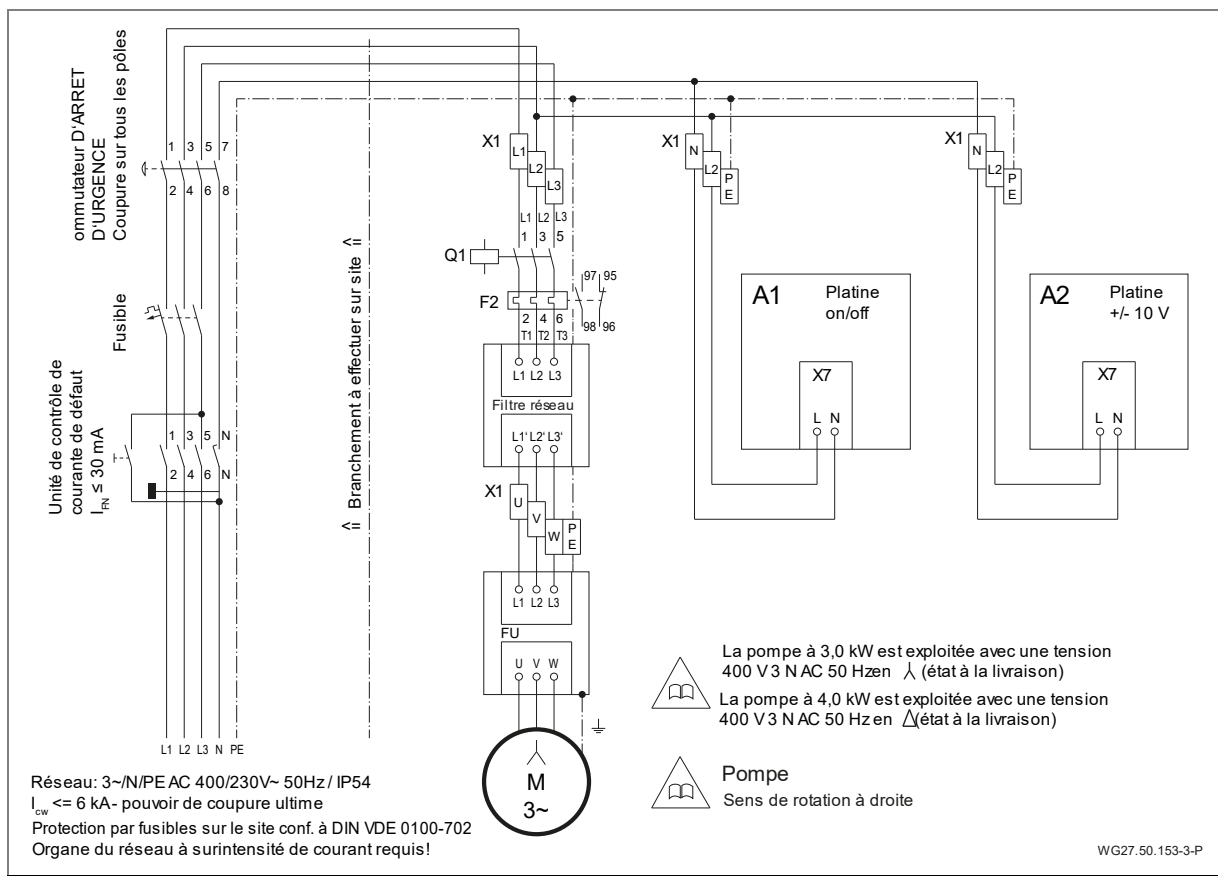 ommutateur D'ARRET
D'URGENCE
Coupure sur tous les pôles
1 3 5 7
2 4 6 8
Fusible
Unité de contrôle de
courante de défaut
I FN ≤ 30 mA
1 3 5 N
2 4 6 N
L1 L2 L3 N PE
<= Branchement à effectuer sur site =>
X1
L1
L2
L3
L1 L2 L3
1 3 5
Q1
97 95
F2
2 4 6
98 96
T1 T2 T3
L1 L2 L3
Filtre réseau
L1' L2' L3'
X1
U
V
W
P
E
L1 L2 L3
FU
U V W
M
3~
X1
N
L2
P
E
A1
Platine
on/off
X7
L N
X1
N
L2
P
E
A2
Platine
+/- 10 V
X7
L N
La pompe à 3,0 kW est exploitée avec une tension
400 V 3 N AC 50 Hzen (état à la livraison)
La pompe à 4,0 kW est exploitée avec une tension
400 V 3 N AC 50 Hz en (état à la livraison)
Pompe
Sens de rotation à droite
Réseau: 3~/N/PE AC 400/230V~ 50Hz / IP54
I cw <= 6 kA- pouvoir de coupure ultime
Protection par fusibles sur le site conf. à DIN VDE 0100-702
Organe du réseau à surintensité de courant requis!
WG27.50.153-3-P